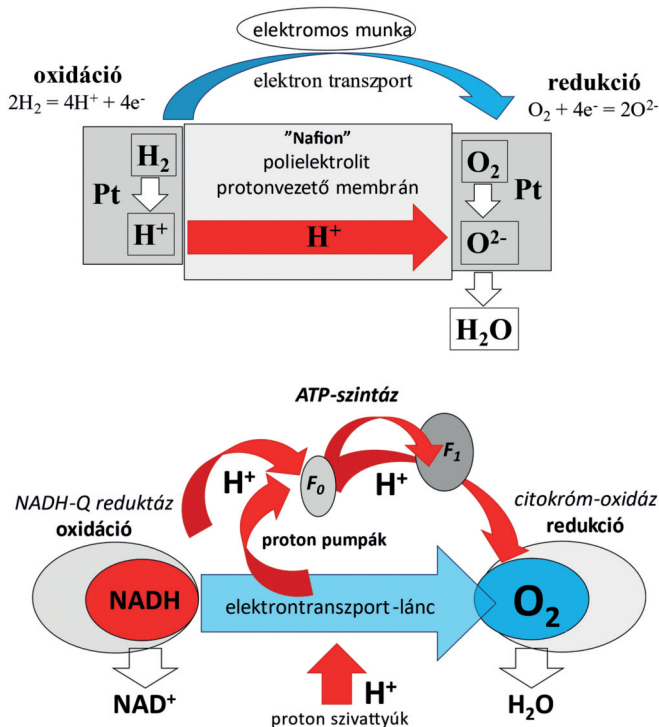 elektromos munka
oxidáció
2H₂ = 4H⁺ + 4e⁻
elektron transzport
redukció
O₂ + 4e⁻ = 2O²⁻
Pt
H₂
H⁺
"Nafion"
polielektrolit
protonvezető membrán
H⁺
O₂
O²⁻
Pt
H₂O
ATP-szintáz
F₀
F₁
H⁺
H⁺
NADH-Q reduktáz
oxidáció
proton pumpák
citokróm-oxidáz
redukció
NADH
elektrontranszport-lánc
O₂
NAD⁺
H⁺
proton szivattyúk
H₂O